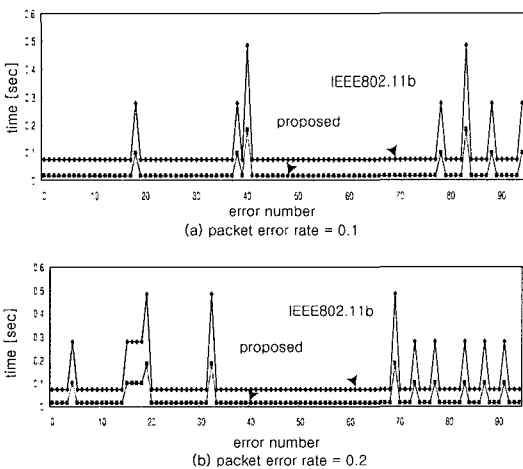 0.6
0.5
0.4
0.3
0.2
0.1
0
time [sec]
IEEE802.11b
proposed
0 10 20 30 40 50 60 70 80 90
error number
(a) packet error rate = 0.1
0.6
0.5
0.4
0.3
0.2
0.1
0
time [sec]
IEEE802.11b
proposed
0 10 20 30 40 50 60 70 80 90
error number
(b) packet error rate = 0.2